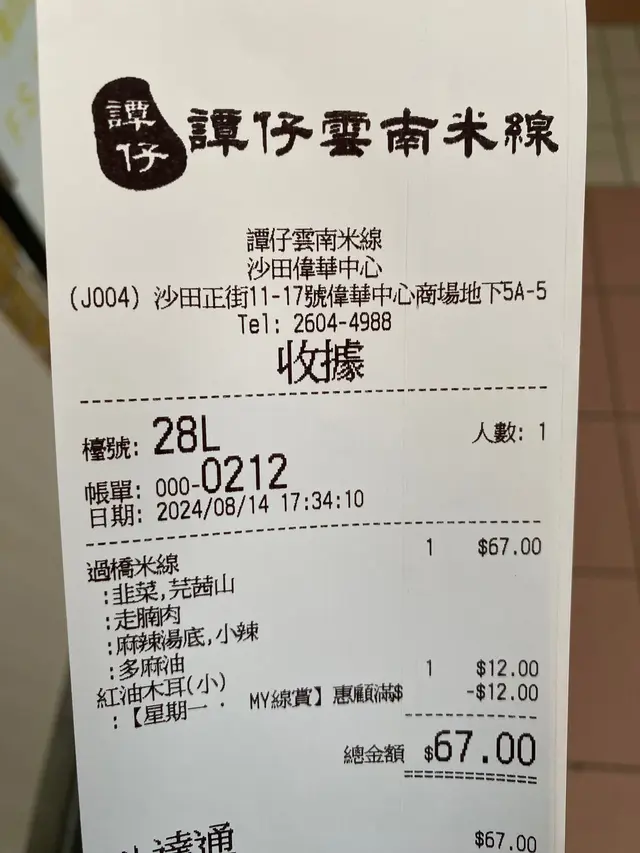 譚仔 譚仔雲南米線
譚仔雲南米線
沙田偉華中心
(J004) 沙田正街11-17號偉華中心商場地下5A-5
Tel: 2604-4988
收據
檯號: 28L 人數: 1
帳單: 000-0212
日期: 2024/08/14 17:34:10
過橋米線 1 $67.00
:韭菜,芫茜山
:走腩肉
:麻辣湯底,小辣
:多麻油
紅油木耳(小) 1 $12.00
:【星期一 · MY線賞】惠顧滿$ -$12.00
總金額 $67.00
達通 $67.00